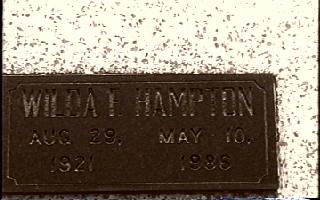 WILDA F HAMPTON
AUG 29, MAY 10,
1921 1986